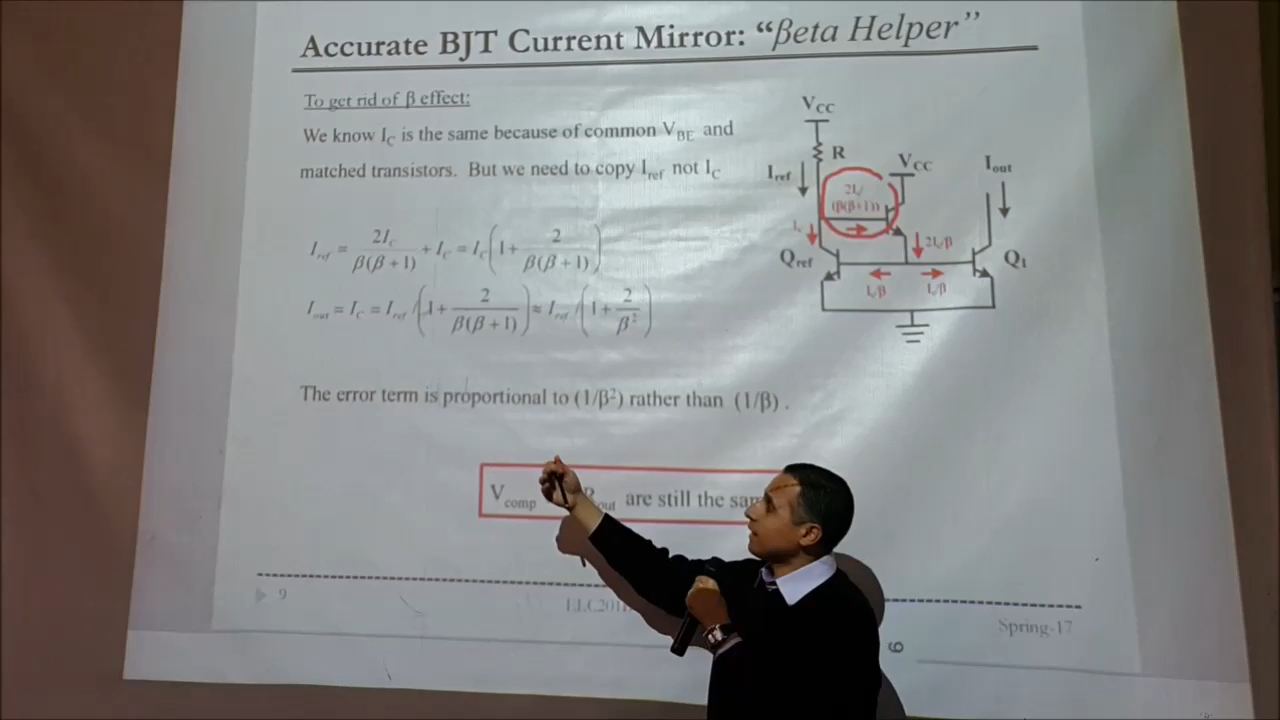 Accurate BJT Current Mirror: “βeta Helper”
To get rid of β effect:
We know I_C is the same because of common V_BE and
matched transistors. But we need to copy I_ref not I_C
I_ref = 2I_C / β(β + 1) + I_C = I_C(1 + 2 / β(β + 1))
I_out = I_C = I_ref / (1 + 2 / β(β + 1)) ≈ I_ref / (1 + 2 / β²)
The error term is proportional to (1/β²) rather than (1/β) .
V_CC
R
I_ref
V_CC
I_out
2I_c/
(β(β+1))
I_c
2I_c/β
Q_ref
Q_1
I_c/β
I_c/β
V_comp
R_out are still the
9
Spring-17
9